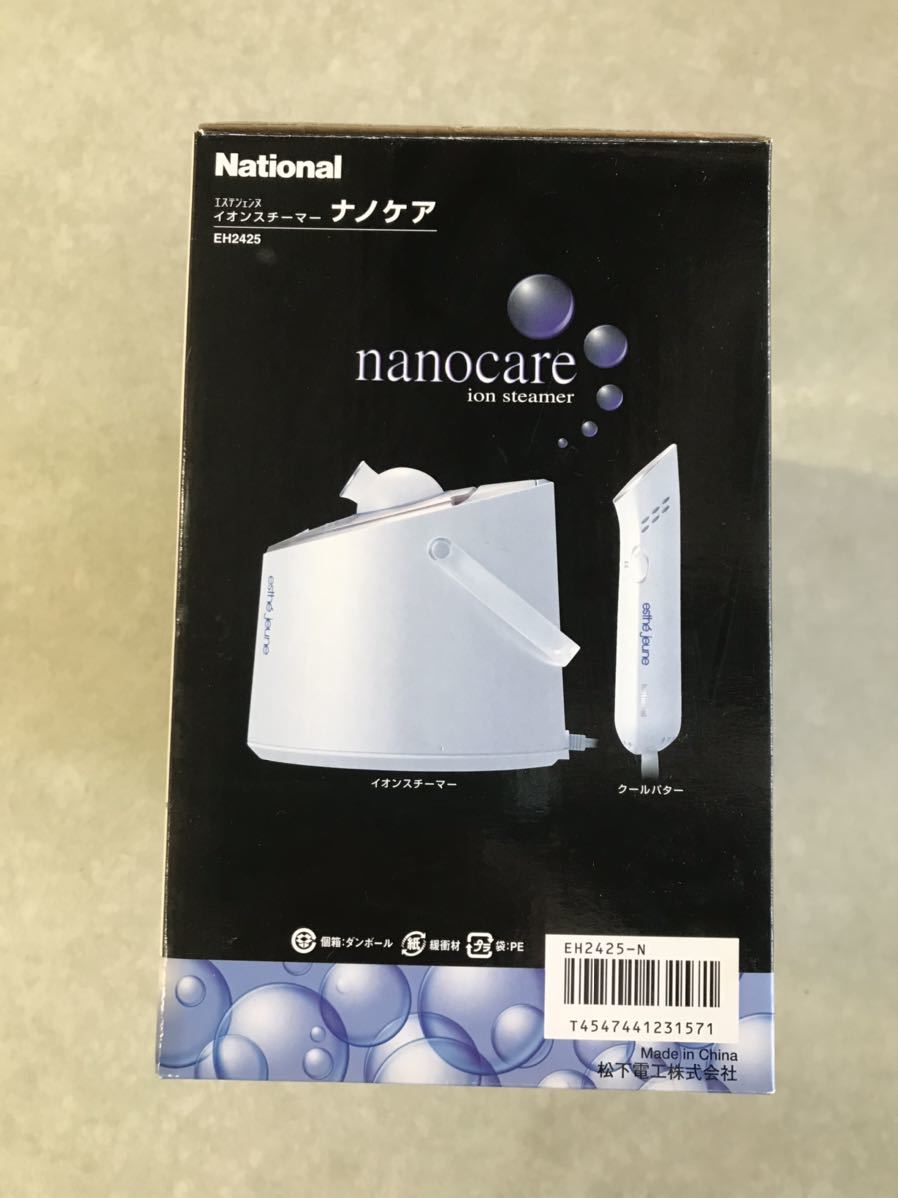 National
エステジェンヌ
イオンスチーマー ナノケア
EH2425
nanocare
ion steamer
esthé jeune
esthé jeune
National
イオンスチーマー
クールパター
個箱:ダンボール 紙 緩衝材 プラ 袋:PE
EH2425-N
T4547441231571
Made in China
松下電工株式会社